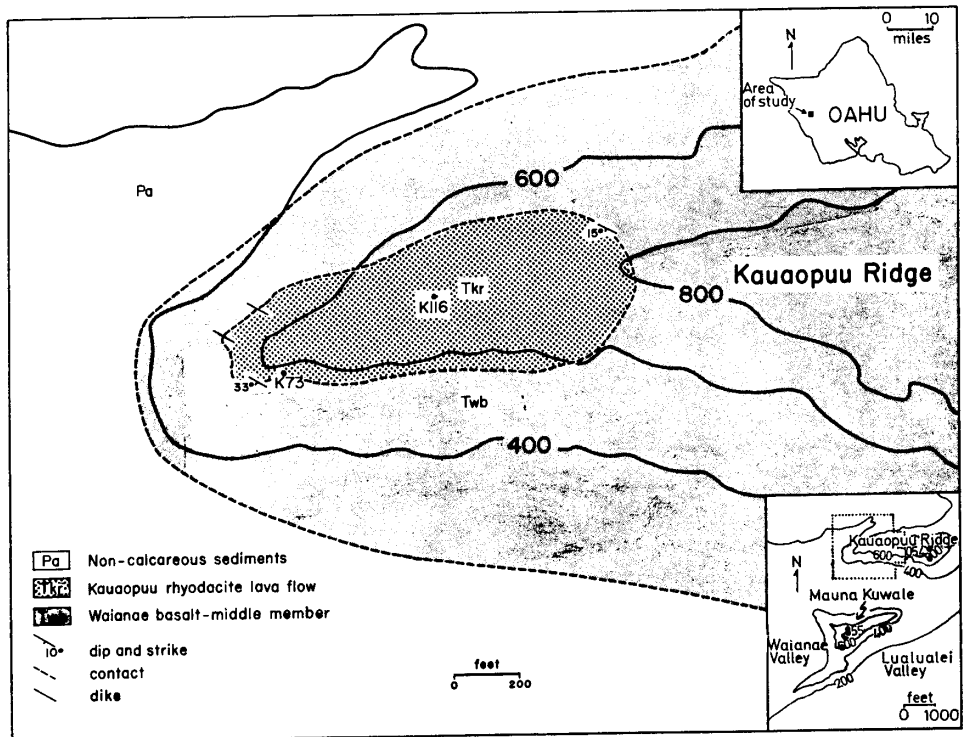 0 10
miles
N
Area
of study
OAHU
Pa
600
15°
Tkr
K116
Kauaopuu Ridge
800
33°
K73
Twb
400
Pa Non-calcareous sediments
Kauaopuu rhyodacite lava flow
Waianae basalt-middle member
10° dip and strike
contact
dike
feet
0 200
Kauaopuu Ridge
600
400
N
Mauna Kuwale
Waianae
Valley
200
Lualualei
Valley
feet
0 1000